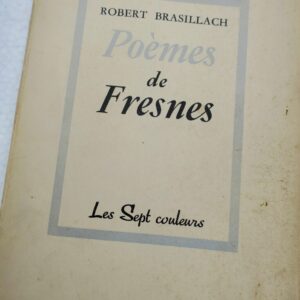 ROBERT BRASILLACH
Poèmes
de
Fresnes
Les Sept couleurs